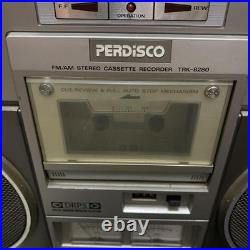 F.F
REW
OPERATION
PERDISCO
FM/AM STEREO CASSETTE RECORDER TRK-8280
CUE/REVIEW & FULL AUTO STOP MECHANISM
DRPS